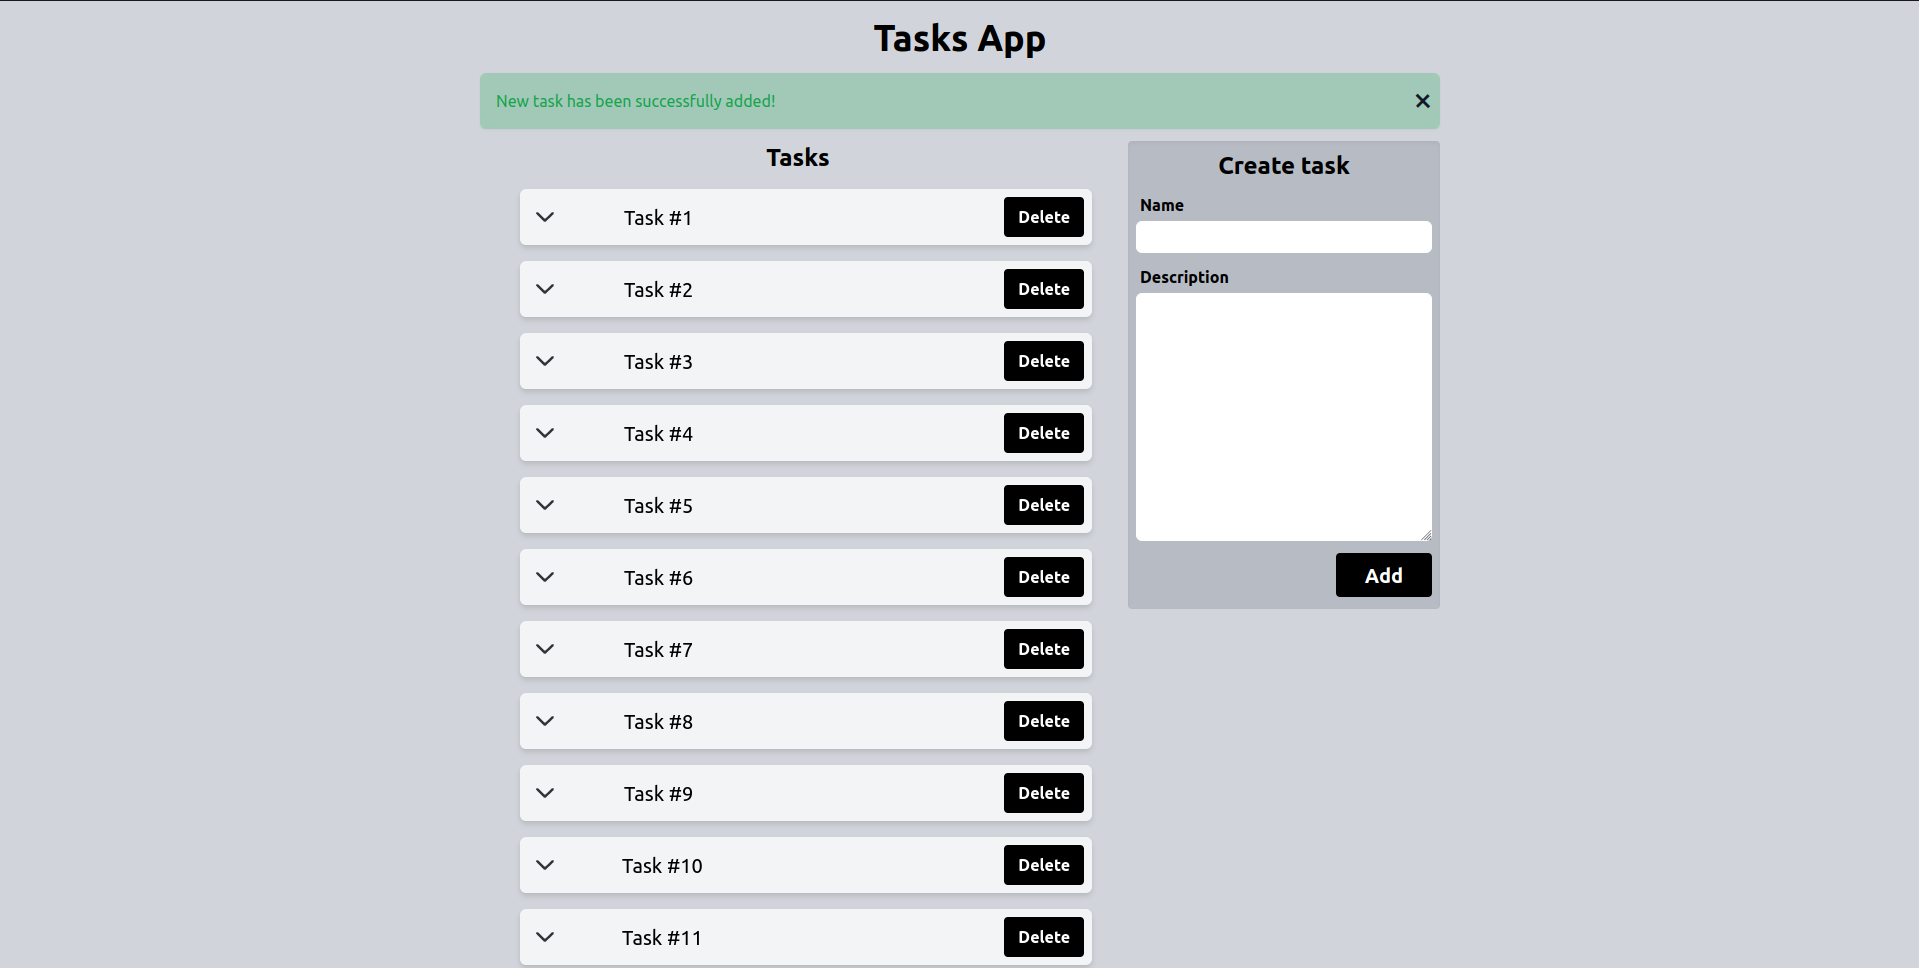 Tasks App
New task has been successfully added!
Tasks
Task #1 Delete
Task #2 Delete
Task #3 Delete
Task #4 Delete
Task #5 Delete
Task #6 Delete
Task #7 Delete
Task #8 Delete
Task #9 Delete
Task #10 Delete
Task #11 Delete
Create task
Name
Description
Add